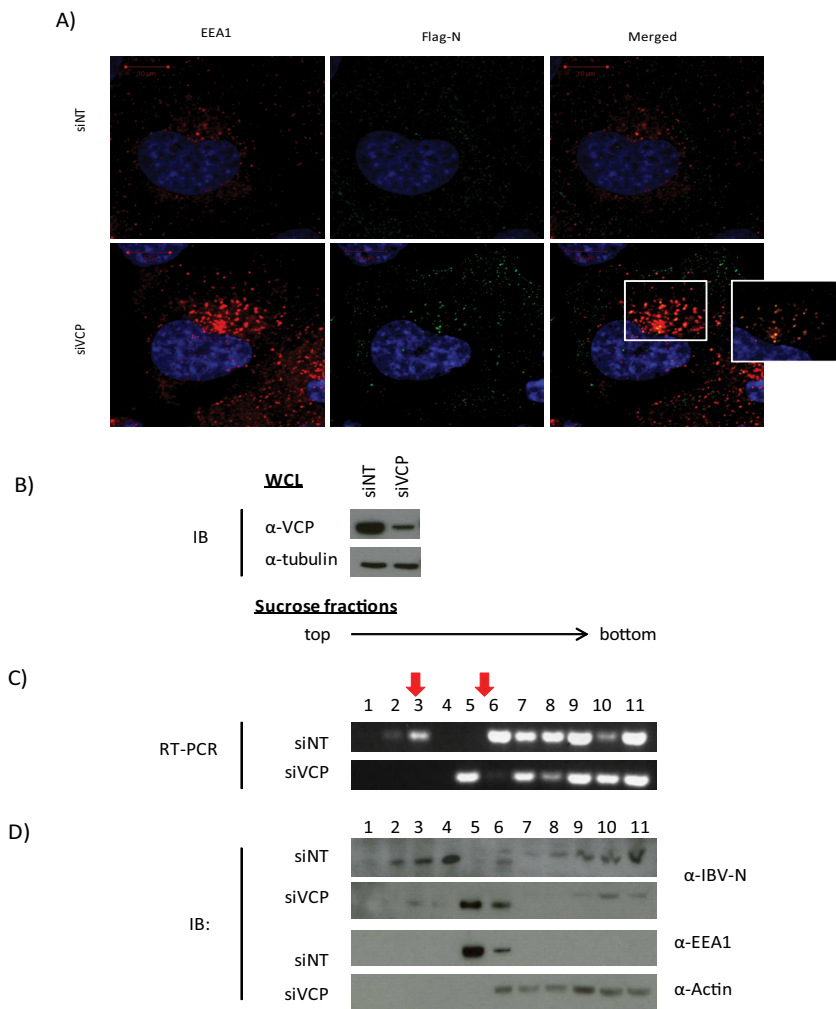 A)
EEA1 Flag-N Merged
siNT
10 µm
siVCP
B)
WCL siNT siVCP
IB
α-VCP
α-tubulin
Sucrose fractions
top bottom
C)
1 2 3 4 5 6 7 8 9 10 11
RT-PCR
siNT
siVCP
D)
1 2 3 4 5 6 7 8 9 10 11
IB:
siNT
α-IBV-N
siVCP
siNT α-EEA1
siVCP α-Actin